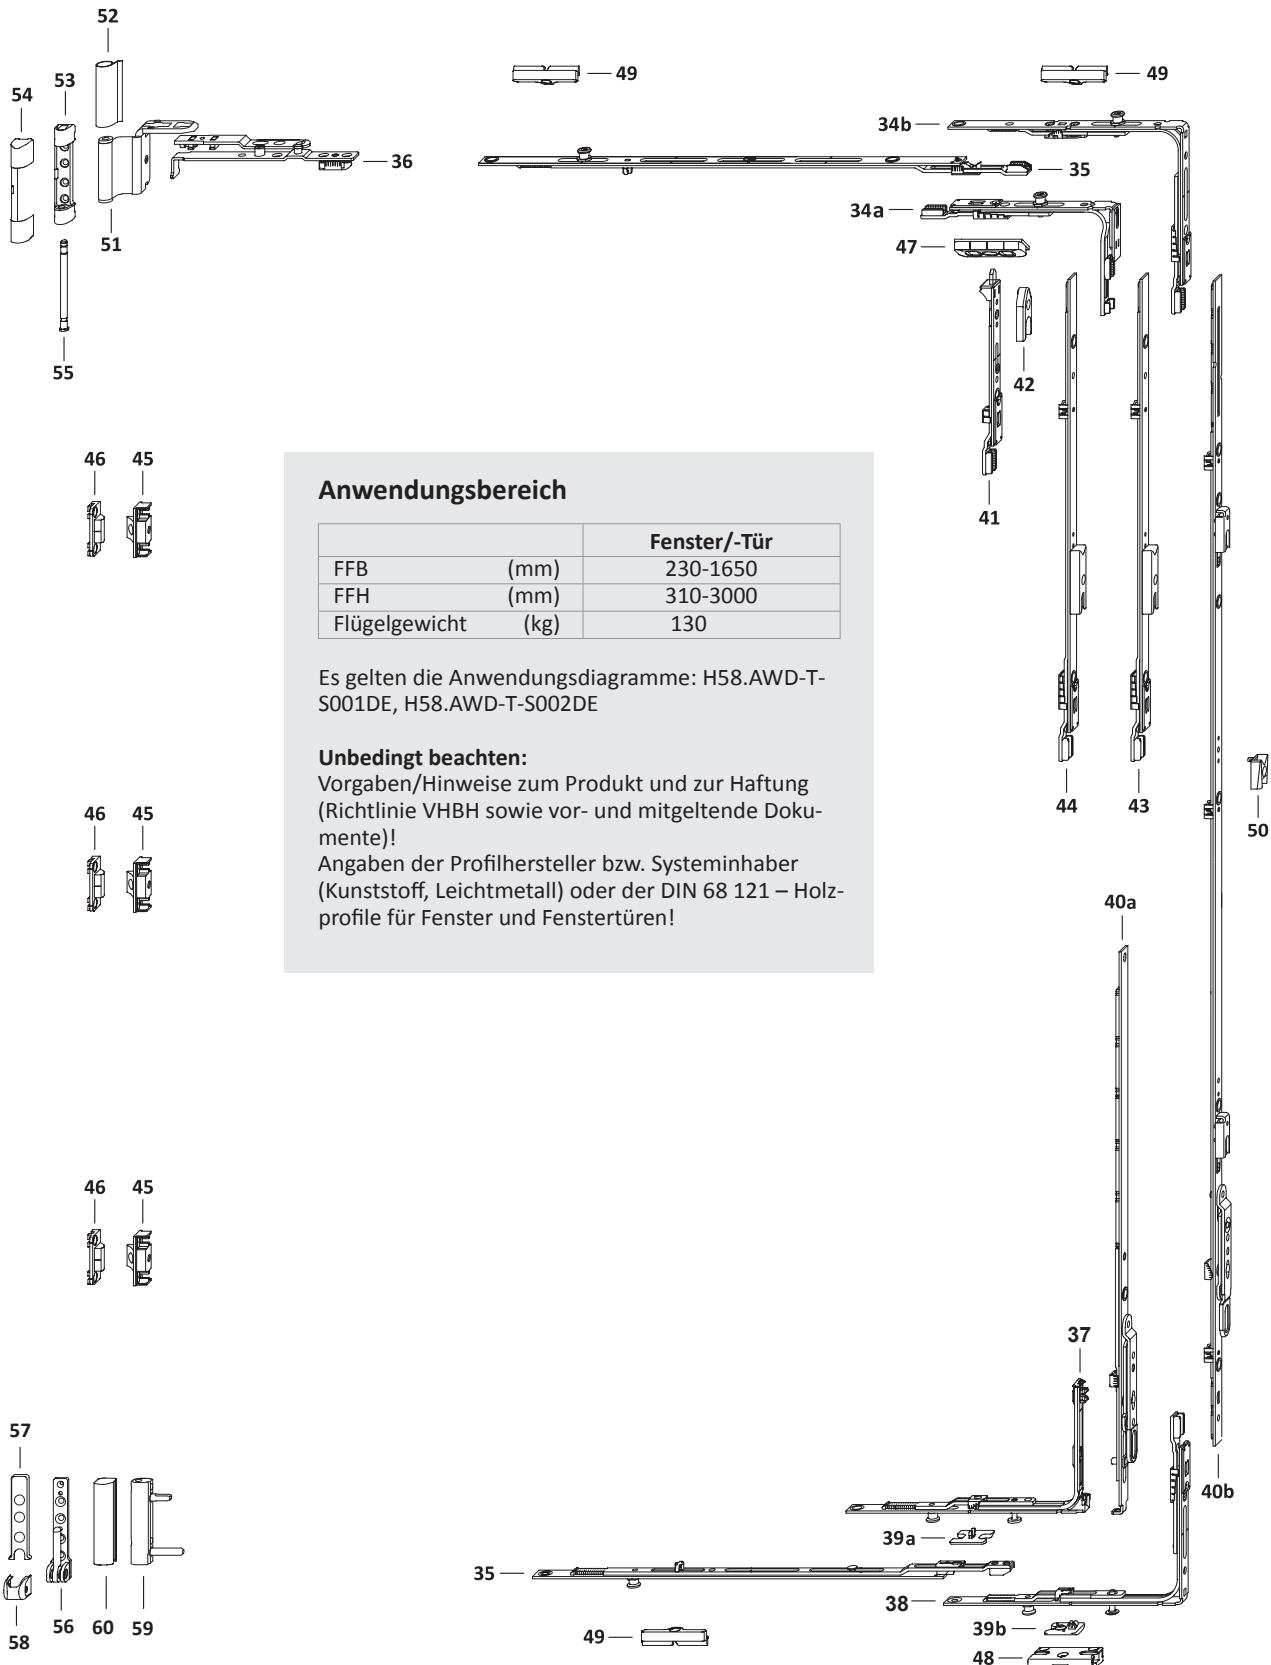 52
53
54
49
49
34b
36
35
34a
51
47
55
42
46 45
41
Anwendungsbereich
Fenster/-Tür
FFB (mm) 230-1650
FFH (mm) 310-3000
Flügelgewicht (kg) 130
Es gelten die Anwendungsdiagramme: H58.AWD-T-
S001DE, H58.AWD-T-S002DE
Unbedingt beachten:
Vorgaben/Hinweise zum Produkt und zur Haftung
(Richtlinie VHBH sowie vor- und mitgeltende Doku-
mente)!
Angaben der Profilhersteller bzw. Systeminhaber
(Kunststoff, Leichtmetall) oder der DIN 68 121 – Holz-
profile für Fenster und Fenstertüren!
44 43
50
46 45
40a
46 45
37
57
40b
39a
35
38
58 56 60 59
39b
49
48